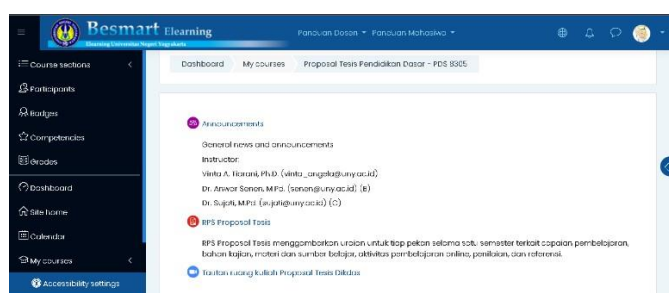 Besmart Elearning
Elearning Universitas Negeri Yogyakarta
Panduan Dosen Panduan Mahasiswa
Course sections
Participants
Badges
Competencies
Grades
Dashboard
Site home
Calendar
My courses
Accessibility settings
Dashboard My courses Proposal Tesis Pendidikan Dasar - PDS 8305
Announcements
General news and announcements
Instructor:
Vinta A. Tiarani, Ph.D. (vinta_angela@uny.ac.id)
Dr. Anwar Senen, M.Pd. (senen@uny.ac.id) (B)
Dr. Sujati, M.Pd. (sujati@uny.ac.id) (C)
RPS Proposal Tesis
RPS Proposal Tesis menggambarkan uraian untuk tiap pekan selama satu semester terkait capaian pembelajaran,
bahan kajian, materi dan sumber belajar, aktivitas pembelajaran online, penilaian, dan referensi.
Tautan ruang kuliah Proposal Tesis Dikdas